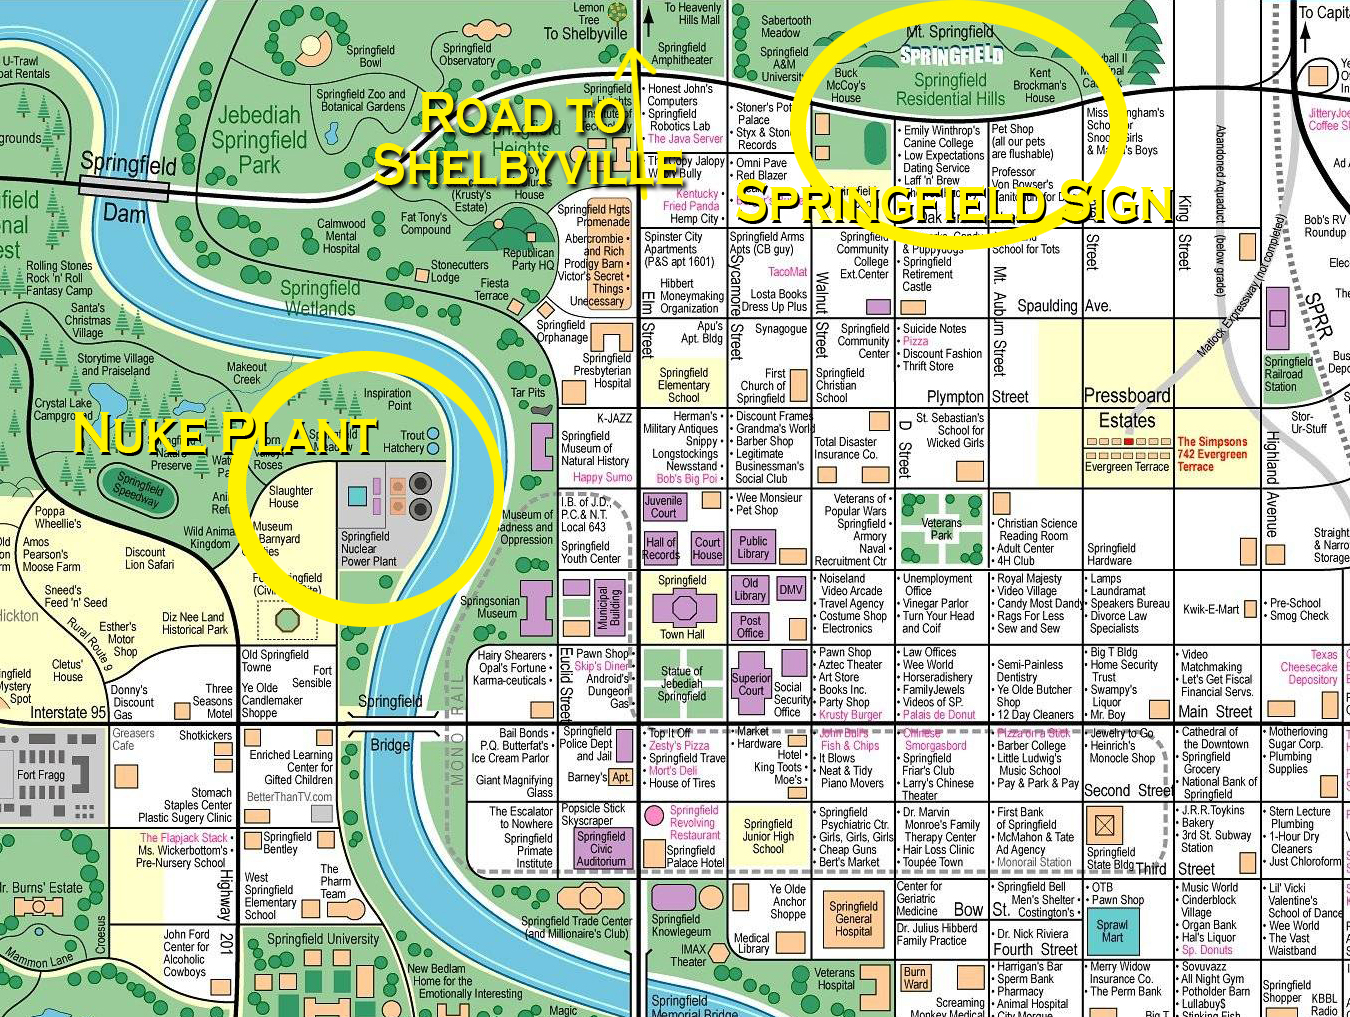 U-Trawl
Boat Rentals
Springfield
Bowl
Springfield
Observatory
Lemon
Tree
To Shelbyville
To Heavenly
Hills Mall
Springfield
Amphitheater
Sabertooth
Meadow
Springfield
A&M
University
Mt. Springfield
SPRINGFIELD
Springfield
Residential Hills
Buck
McCoy's
House
Kent
Brockman's
House
To Capit
Jebediah
Springfield
Park
Springfield Zoo and
Botanical Gardens
ROAD TO
SHELBYVILLE
Honest John's
Computers
• Springfield
Robotics Lab
• The Java Server
Kentucky
Fried Panda
Hemp City •
• Stoner's Pot
Palace
• Styx & Stone
Records
• Omni Pave
• Red Blazer
• Emily Winthrop's
Canine College
• Low Expectations
Dating Service
• Laff 'n' Brew
Pet Shop
(all our pets
are flushable)
Professor
Von Bowser's
SPRINGFIELD SIGN
JitteryJoe
Coffee S
Springfield
Dam
Calmwood
Mental
Hospital
Fat Tony's
Compound
(Krusty's
Estate)
Republican
Party HQ
Stonecutters
Lodge
Fiesta
Terrace
Springfield
Wetlands
Springfield Hgts
Promenade
Abercrombie •
and Rich
Prodigy Barn •
Victor's Secret •
Things •
Unecessary
Springfield
Orphanage
Springfield
Presbyterian
Hospital
Rolling Stones
Rock 'n' Roll
Fantasy Camp
Santa's
Christmas
Village
Storytime Village
and Praiseland
Makeout
Creek
Crystal Lake
Campground
Inspiration
Point
Tar Pits
Trout
Hatchery
NUKE PLANT
Springfield
Speedway
Spinster City
Apartments
(P&S apt 1601)
Hibbert
Moneymaking
Organization
Springfield Arms
Apts (CB guy)
TacoMat
Losta Books
Dress Up Plus
Springfield
Community
College
Ext.Center
& Puppydogs
• Springfield
Retirement
Castle
School for Tots
Elm
Street
Sycamore
Street
Walnut
Street
Mt. Auburn Street
Street
King
Street
Spaulding Ave.
Abandoned Aqueduct (below grade)
Matlock Expressway (not completed)
SPRR
Bob's RV
Roundup
Apu's
Apt. Bldg
Synagogue
Springfield
Community
Center
• Suicide Notes
• Pizza
• Discount Fashion
• Thrift Store
Springfield
Elementary
School
First
Church of
Springfield
Springfield
Christian
School
Plympton Street
Pressboard
Estates
Springfield
Railroad
Station
Evergreen Terrace
The Simpsons
742 Evergreen
Terrace
Stor-
Ur-Stuff
K-JAZZ
Springfield
Museum of
Natural History
Happy Sumo
Herman's •
Military Antiques
Snippy •
Longstockings
Newsstand •
Bob's Big Poi •
• Discount Frames
• Grandma's World
• Barber Shop
• Legitimate
Businessman's
Social Club
Total Disaster
Insurance Co.
D Street
St. Sebastian's
School for
Wicked Girls
Highland Avenue
Slaughter
House
Museum
Springfield
Nuclear
Power Plant
Poppa
Wheelie's
Amos
Pearson's
Moose Farm
Discount
Lion Safari
Wild Animal
Kingdom
Sneed's
Feed 'n' Seed
Diz Nee Land
Historical Park
Esther's
Motor
Shop
Rural Route 9
Cletus'
House
Museum of
Sadness and
Oppression
I.B. of J.D.,
P.C.& N.T.
Local 643
Springfield
Youth Center
Springsonian
Museum
Municipal
Building
Juvenile
Court
Hall of
Records
Court
House
• Wee Monsieur
• Pet Shop
Public
Library
Veterans of •
Popular Wars
Springfield •
Armory
Naval •
Recruitment Ctr
Veterans
Park
• Christian Science
Reading Room
• Adult Center
• 4H Club
Springfield
Hardware
Straight
& Narro
Storage
Springfield
Town Hall
Old
Library
DMV
Post
Office
• Noiseland
Video Arcade
• Travel Agency
• Costume Shop
• Electronics
• Unemployment
Office
• Vinegar Parlor
• Turn Your Head
and Coif
• Royal Majesty
Video Village
• Candy Most Dandy
• Rags For Less
• Sew and Sew
• Lamps
• Laundramat
• Speakers Bureau
• Divorce Law
Specialists
Kwik-E-Mart
• Pre-School
• Smog Check
Old Springfield
Towne
Fort
Sensible
Ye Olde
Candlemaker
Shoppe
Donny's
Discount
Gas
Three
Seasons
Motel
Interstate 95
Springfield
Bridge
MONO RAIL
Hairy Shearers •
Opal's Fortune •
Karma-ceuticals •
Euclid Street
Pawn Shop
Skip's Diner
Android's
Dungeon
Gas
Statue of
Jebediah
Springfield
Superior
Court
Social
Security
Office
• Pawn Shop
• Aztec Theater
• Art Store
• Books Inc.
• Party Shop
• Krusty Burger
• Law Offices
• Wee World
• Horseradishery
• FamilyJewels
• Videos of SP.
• Palais de Donut
• Semi-Painless
Dentistry
• Ye Olde Butcher
Shop
• 12 Day Cleaners
• Big T Bldg
• Home Security
Trust
• Swampy's
Liquor
• Mr. Boy
• Video
Matchmaking
• Let's Get Fiscal
Financial Servs.
Main Street
Texas
Cheesecake
Depository
Fort Fragg
Greasers
Cafe
Shotkickers
Stomach
Staples Center
Plastic Sugery Clinic
Enriched Learning
Center for
Gifted Children
BetterThanTV.com
Bail Bonds •
P.Q. Butterfat's •
Ice Cream Parlor
Giant Magnifying
Glass
Springfield
Police Dept
and Jail
Barney's Apt.
• Top It Off
• Zesty's Pizza
• Springfield Travel
• Mort's Deli
• House of Tires
Market
Hardware
Hotel
King Toots
Moe's
• John Bull's
Fish & Chips
• It Blows
• Neat & Tidy
Piano Movers
• Chinese
Smorgasbord
• Springfield
Friar's Club
• Larry's Chinese
Theater
• Pizza on a Stick
• Barber College
• Little Ludwig's
Music School
• Pay & Park & Pay
• Jewelry to Go
• Heinrich's
Monocle Shop
Second Street
• Cathedral of
the Downtown
• Springfield
Grocery
• National Bank of
Springfield
• Motherloving
Sugar Corp.
• Plumbing
Supplies
The Flapjack Stack •
Ms. Wickerbottom's •
Pre-Nursery School
Springfield
Bentley
West
Springfield
Elementary
School
The
Pharm
Team
Highway
201
The Escalator
to Nowhere
Springfield
Private
Institute
Popsicle Stick
Skyscraper
Springfield
Civic
Auditorium
Springfield
Revolving
Restaurant
Springfield
Palace Hotel
Springfield
Junior High
School
• Springfield
Psychiatric Ctr.
• Girls, Girls, Girls
• Cheap Guns
• Bert's Market
• Dr. Marvin
Monroe's Family
Therapy Center
• Hair Loss Clinic
• Toupée Town
• First Bank
of Springfield
• McMahon & Tate
Ad Agency
• Monorail Station
Springfield
State Bldg
Third Street
• J.R.R.Toykins
• Bakery
• 3rd St. Subway
Station
• Stern Lecture
Plumbing
• 1-Hour Dry
Cleaners
• Just Chloroform
Mr. Burns' Estate
Mammon Lane
Croesus
John Ford
Center for
Alcoholic
Cowboys
Springfield University
New Bedlam
Home for the
Emotionally Interesting
Magic
Springfield Trade Center
(and Millionaire's Club)
Springfield
Knowlegeum
IMAX
Theater
Ye Olde
Anchor
Shoppe
Medical
Library
Springfield
General
Hospital
Center for
Geriatric
Medicine
Bow St.
Dr. Julius Hibberd
Family Practice
• Springfield Bell
• Men's Shelter
Costington's •
• Dr. Nick Riviera
Fourth Street
• OTB
• Pawn Shop
Sprawl
Mart
• Music World
• Cinderblock
Village
• Organ Bank
• Hal's Liquor
• Sp. Donuts
• Lil' Vicki
Valentine's
School of Dance
• Wee World
• The Vast
Waistband
Springfield
Memorial Bridge
Veterans
Hospital
Burn
Ward
Screaming
Monkey Medical
• Harrigan's Bar
• Sperm Bank
• Pharmacy
• Animal Hospital
• City Morgue
• Merry Widow
Insurance Co.
• The Perm Bank
Big T
• Sovuvazz
• All Night Gym
• Potholder Barn
• Lullabuy$
• Stinking Fish
Springfield
Shopper
KBBL
Radio